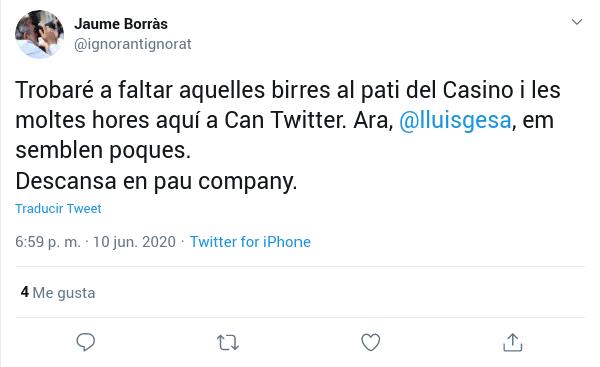 Jaume Borràs
@ignorantignorat
Trobaré a faltar aquelles birres al pati del Casino i les
moltes hores aquí a Can Twitter. Ara, @lluisgesa, em
semblen poques.
Descansa en pau company.
Traducir Tweet
6:59 p. m. · 10 jun. 2020 · Twitter for iPhone
4 Me gusta